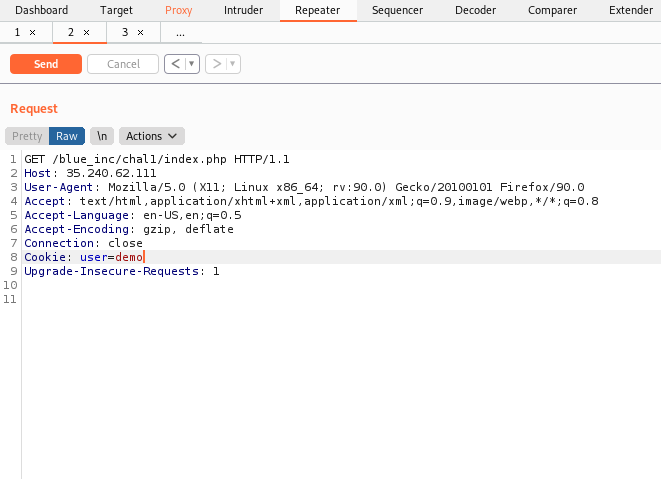 Dashboard Target Proxy Intruder Repeater Sequencer Decoder Comparer Extender
1 × 2 × 3 × ...
Send Cancel < ▼ > ▼
Request
Pretty Raw \n Actions
1 GET /blue_inc/chal1/index.php HTTP/1.1
2 Host: 35.240.62.111
3 User-Agent: Mozilla/5.0 (X11; Linux x86_64; rv:90.0) Gecko/20100101 Firefox/90.0
4 Accept: text/html,application/xhtml+xml,application/xml;q=0.9,image/webp,*/*;q=0.8
5 Accept-Language: en-US,en;q=0.5
6 Accept-Encoding: gzip, deflate
7 Connection: close
8 Cookie: user=demo
9 Upgrade-Insecure-Requests: 1
10
11